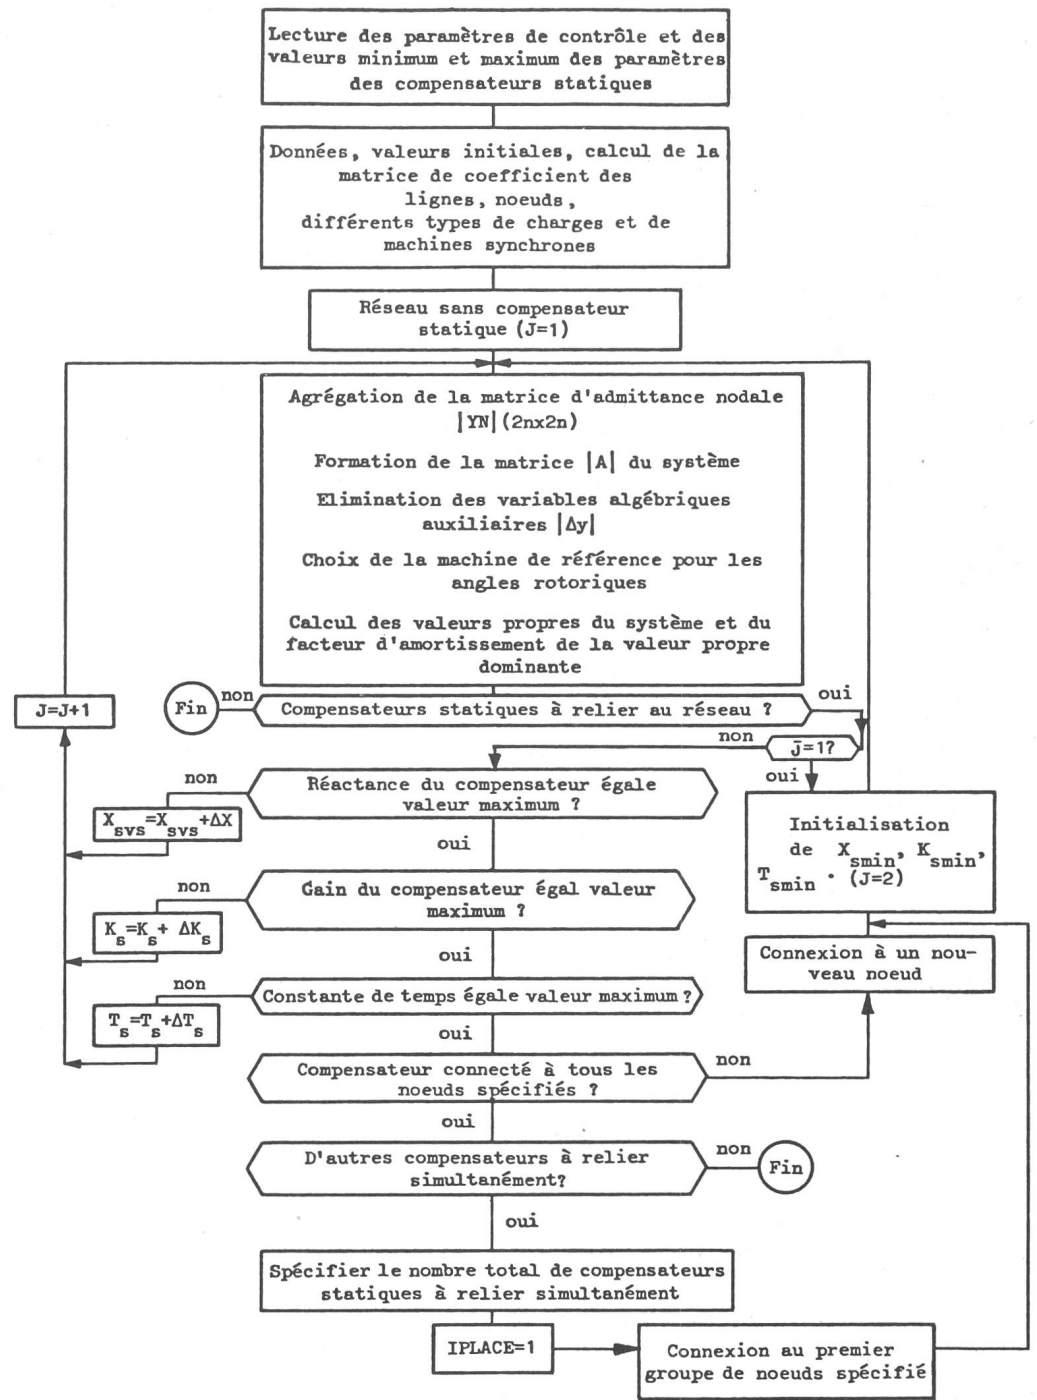 Lecture des paramètres de contrôle et des
valeurs minimum et maximum des paramètres
des compensateurs statiques
Données, valeurs initiales, calcul de la
matrice de coefficient des
lignes, noeuds,
différents types de charges et de
machines synchrones
Réseau sans compensateur
statique (J=1)
Agrégation de la matrice d'admittance nodale
|YN|(2nx2n)
Formation de la matrice |A| du système
Elimination des variables algébriques
auxiliaires |Δy|
Choix de la machine de référence pour les
angles rotoriques
Calcul des valeurs propres du système et du
facteur d'amortissement de la valeur propre
dominante
J=J+1
Fin
non
Compensateurs statiques à relier au réseau ?
oui
non
J=1?
oui
non
Réactance du compensateur égale
valeur maximum ?
X_svs=X_svs+ΔX
oui
Initialisation
de X_smin, K_smin,
T_smin . (J=2)
non
Gain du compensateur égal valeur
maximum ?
K_s=K_s+ ΔK_s
oui
Connexion à un nou-
veau noeud
non
Constante de temps égale valeur maximum ?
T_s=T_s+ΔT_s
oui
Compensateur connecté à tous les
noeuds spécifiés ?
non
oui
D'autres compensateurs à relier
simultanément?
non
Fin
oui
Spécifier le nombre total de compensateurs
statiques à relier simultanément
IPLACE=1
Connexion au premier
groupe de noeuds spécifié